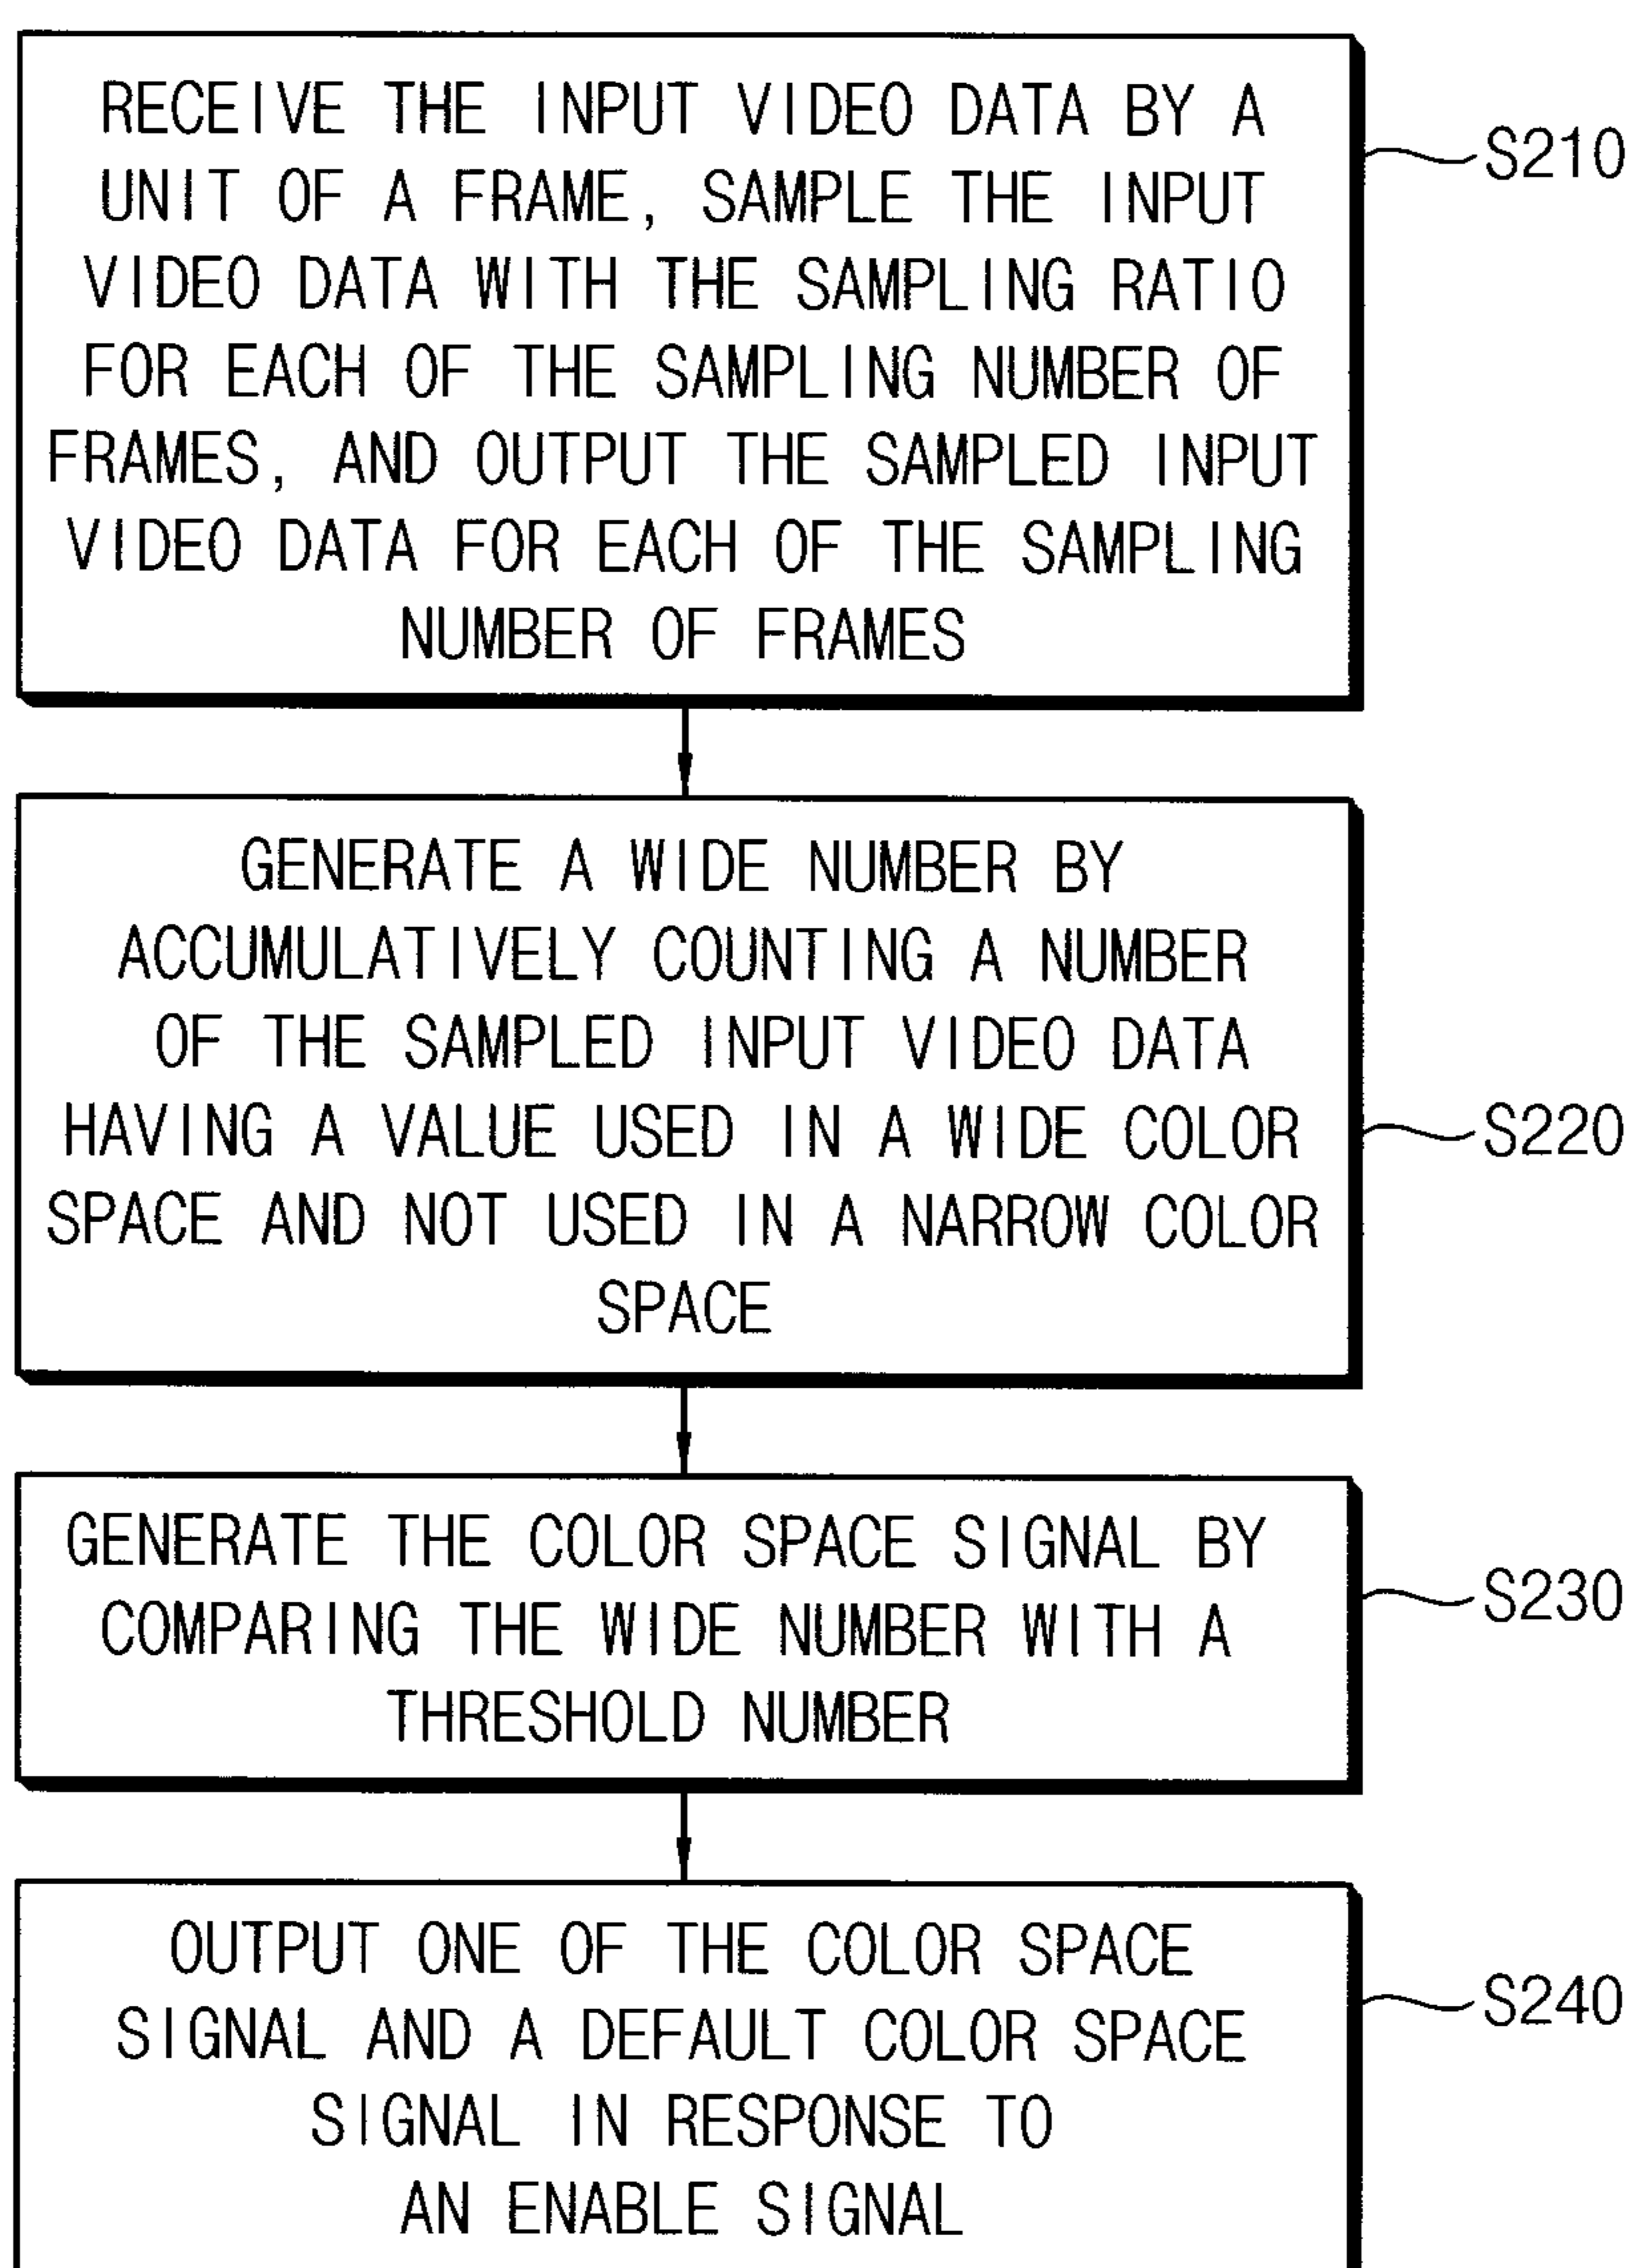 RECEIVE THE INPUT VIDEO DATA BY A
UNIT OF A FRAME, SAMPLE THE INPUT
VIDEO DATA WITH THE SAMPLING RATIO
FOR EACH OF THE SAMPLING NUMBER OF
FRAMES, AND OUTPUT THE SAMPLED INPUT
VIDEO DATA FOR EACH OF THE SAMPLING
NUMBER OF FRAMES
S210
GENERATE A WIDE NUMBER BY
ACCUMULATIVELY COUNTING A NUMBER
OF THE SAMPLED INPUT VIDEO DATA
HAVING A VALUE USED IN A WIDE COLOR
SPACE AND NOT USED IN A NARROW COLOR
SPACE
S220
GENERATE THE COLOR SPACE SIGNAL BY
COMPARING THE WIDE NUMBER WITH A
THRESHOLD NUMBER
S230
OUTPUT ONE OF THE COLOR SPACE
SIGNAL AND A DEFAULT COLOR SPACE
SIGNAL IN RESPONSE TO
AN ENABLE SIGNAL
S240